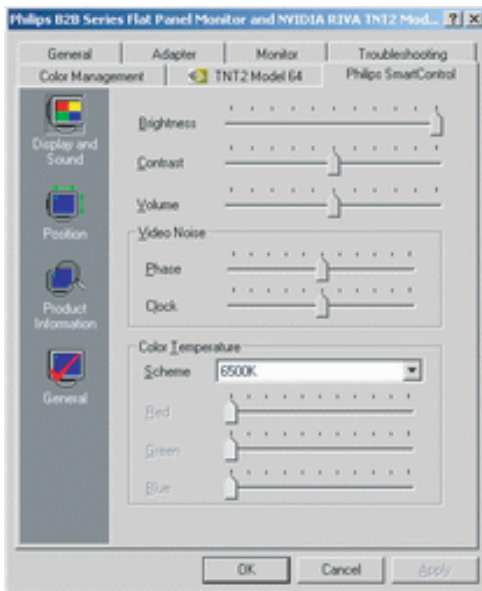 Philips B2B Series Flat Panel Monitor and NVIDIA RIVA TNT2 Mod...
General Adapter Monitor Troubleshooting
Color Management TNT2 Model 64 Philips SmartControl
Display and
Sound
Position
Product
Information
General
Brightness
Contrast
Volume
Video Noise
Phase
Clock
Color Temperature
Scheme 6500K
Red
Green
Blue
OK Cancel Apply